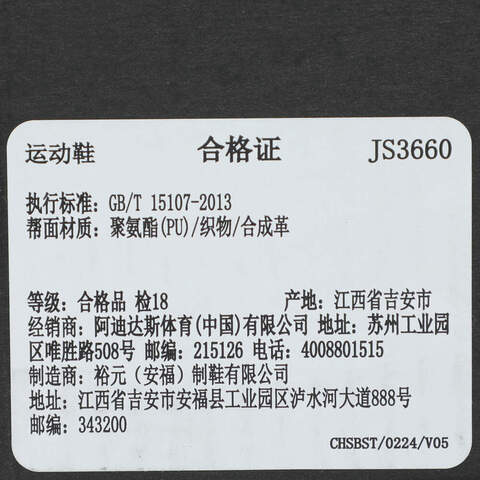 运动鞋 合格证 JS3660
执行标准：GB/T 15107-2013
帮面材质：聚氨酯(PU)/织物/合成革
等级：合格品 检18 产地：江西省吉安市
经销商：阿迪达斯体育(中国)有限公司 地址：苏州工业园
区唯胜路508号 邮编：215126 电话：4008801515
制造商：裕元（安福）制鞋有限公司
地址：江西省吉安市安福县工业园区泸水河大道888号
邮编：343200
CHSBST/0224/V05